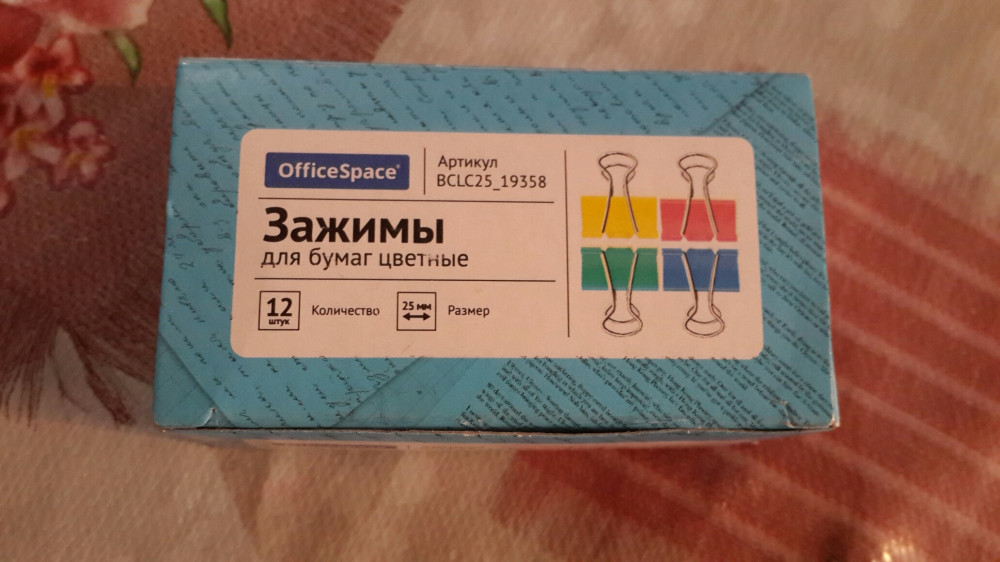 OfficeSpace®
Артикул
BCLC25_19358
Зажимы
для бумаг цветные
12
штук
Количество
25 мм
Размер